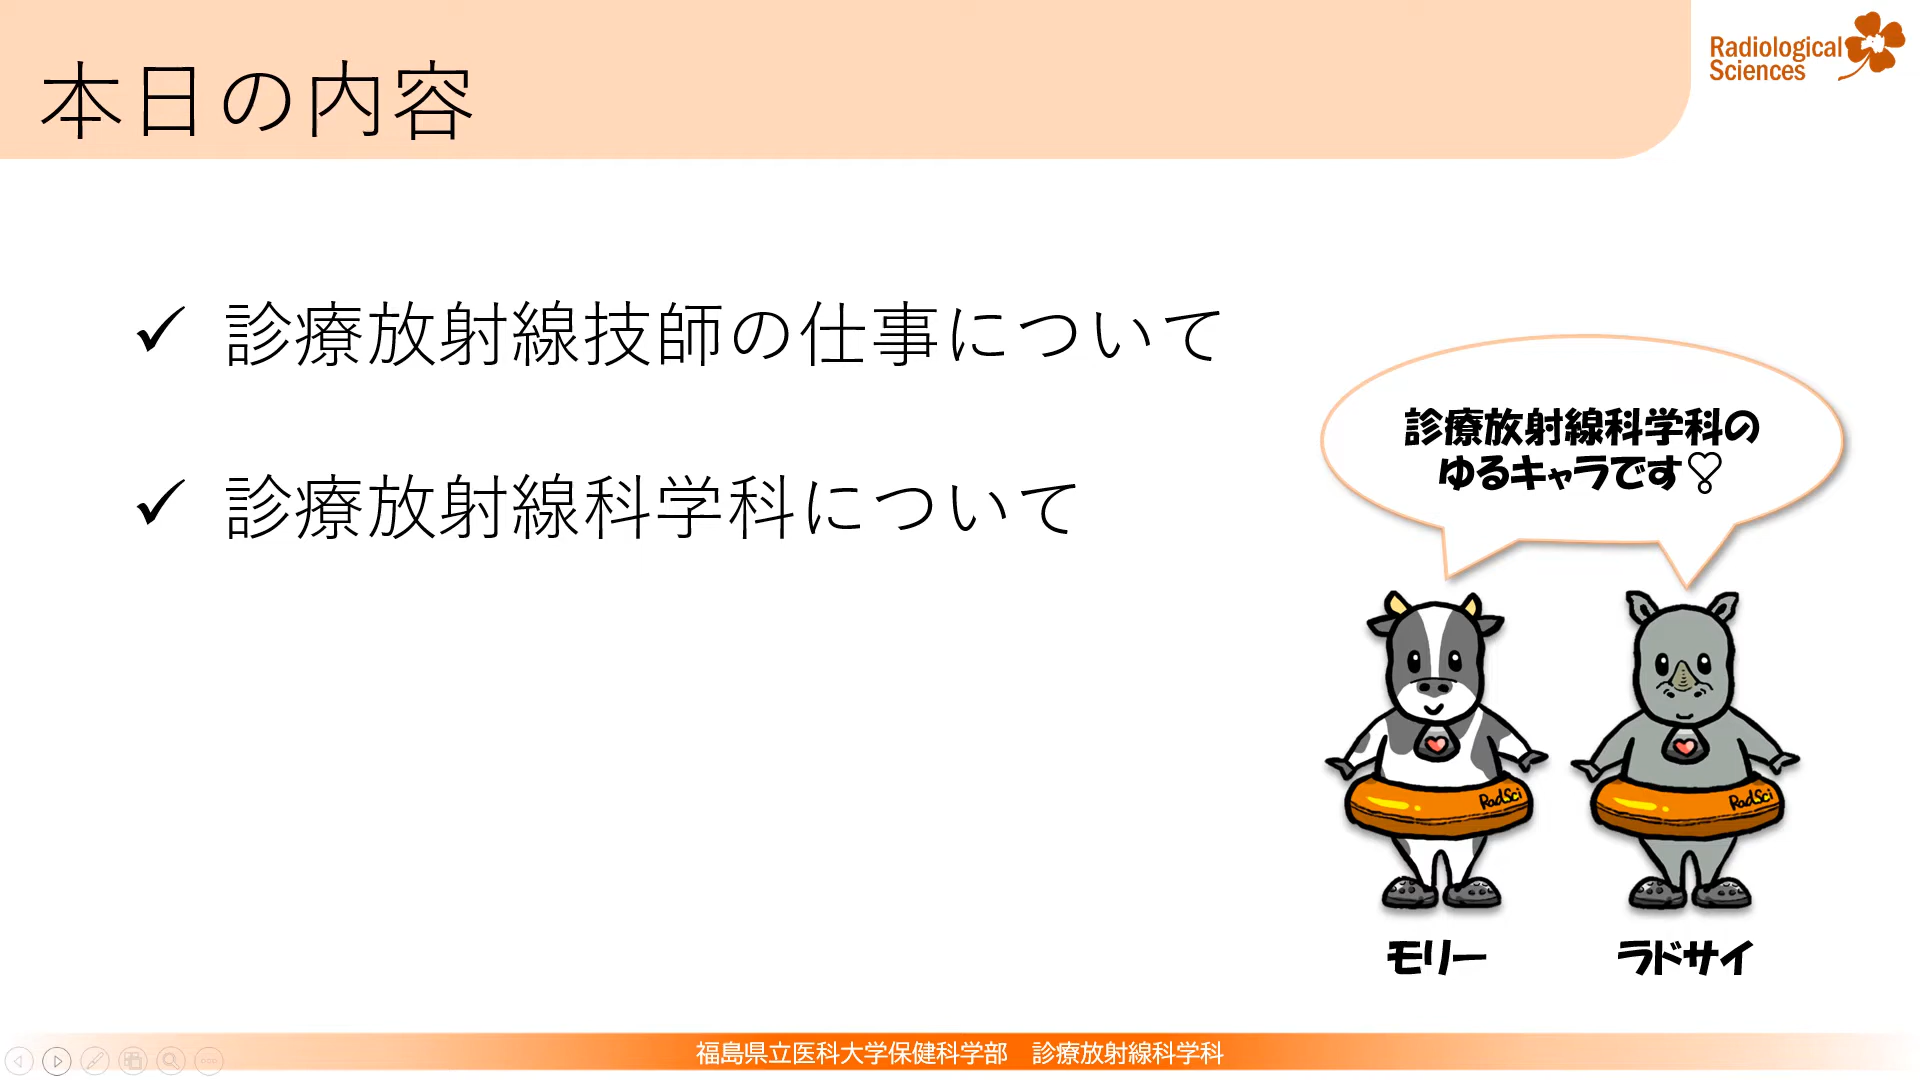 本日の内容
Radiological
Sciences
✓ 診療放射線技師の仕事について
✓ 診療放射線科学科について
診療放射線科学科の
ゆるキャラです♡
RadSci
RadSci
モリー
ラドサイ
福島県立医科大学保健科学部 診療放射線科学科